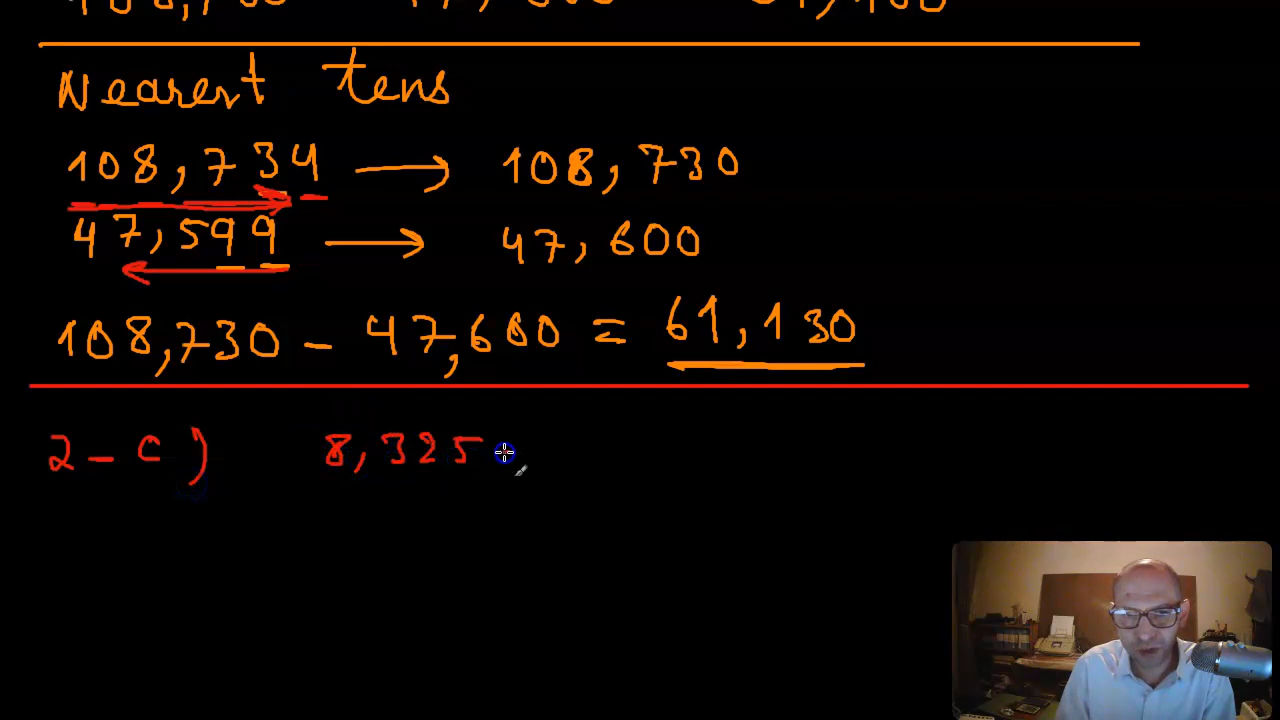 Nearest tens
108,734 → 108,730
47,599 → 47,600
108,730 - 47,600 = 61,130
2-c) 8,325